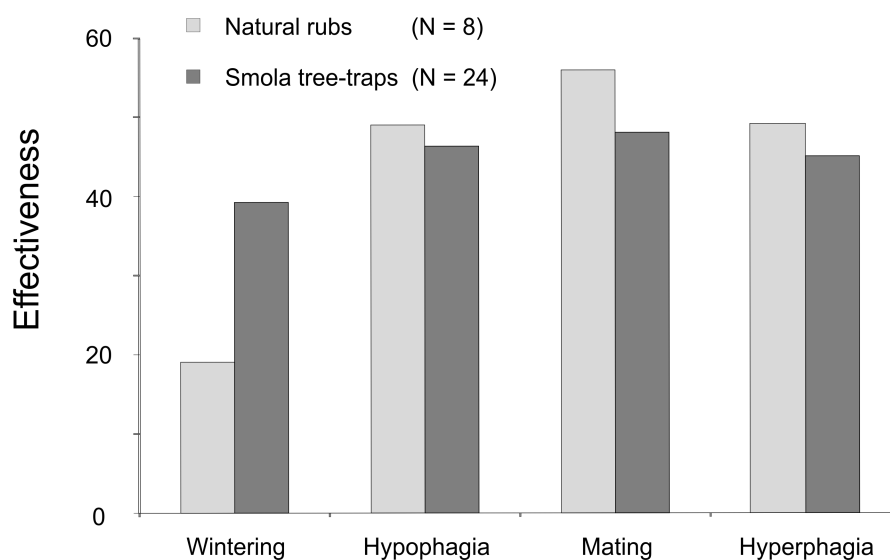 60
Natural rubs (N = 8)
Smola tree-traps (N = 24)
40
20
0
Effectiveness
Wintering Hypophagia Mating Hyperphagia